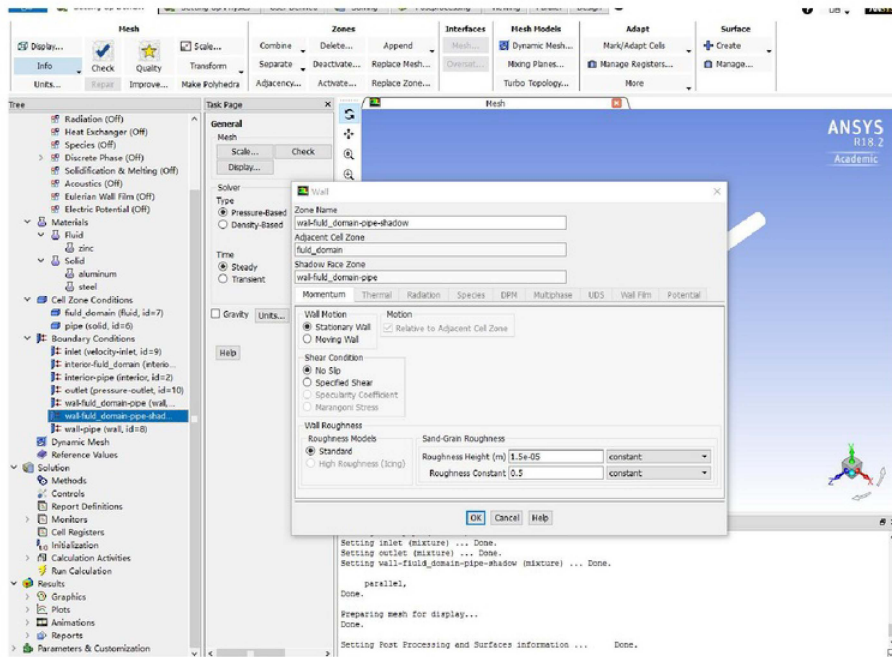 Mesh Zones Interfaces Mesh Models Adapt Surface
Display... Scale... Combine Delete... Append Mesh... Dynamic Mesh... Mark/Adapt Cells Create
Info Check Quality Transform Separate Deactivate... Replace Mesh... Overset... Mixing Planes... Manage Registers... Manage...
Units... Repair Improve... Make Polyhedra Adjacency... Activate... Replace Zone... Turbo Topology... More
Tree
Radiation (Off)
Heat Exchanger (Off)
Species (Off)
Discrete Phase (Off)
Solidification & Melting (Off)
Acoustics (Off)
Eulerian Wall Film (Off)
Electric Potential (Off)
Materials
Fluid
zinc
Solid
aluminum
steel
Cell Zone Conditions
fiuld_domain (fluid, id=7)
pipe (solid, id=6)
Boundary Conditions
inlet (velocity-inlet, id=9)
interior-fiuld_domain (interio...
interior-pipe (interior, id=2)
outlet (pressure-outlet, id=10)
wall-fiuld_domain-pipe (wall, ...
wall-fiuld_domain-pipe-shad...
wall-pipe (wall, id=8)
Dynamic Mesh
Reference Values
Solution
Methods
Controls
Report Definitions
Monitors
Cell Registers
Initialization
Calculation Activities
Run Calculation
Results
Graphics
Plots
Animations
Reports
Parameters & Customization
Task Page
General
Mesh
Scale... Check
Display...
Solver
Type
Pressure-Based
Density-Based
Time
Steady
Transient
Gravity Units...
Help
Mesh
ANSYS
R18.2
Academic
Wall
Zone Name
wall-fiuld_domain-pipe-shadow
Adjacent Cell Zone
fiuld_domain
Shadow Face Zone
wall-fiuld_domain-pipe
Momentum Thermal Radiation Species DPM Multiphase UDS Wall Film Potential
Wall Motion Motion
Stationary Wall Relative to Adjacent Cell Zone
Moving Wall
Shear Condition
No Slip
Specified Shear
Specularity Coefficient
Marangoni Stress
Wall Roughness
Roughness Models Sand-Grain Roughness
Standard Roughness Height (m) 1.5e-05 constant
High Roughness (Icing) Roughness Constant 0.5 constant
OK Cancel Help
Setting inlet (mixture) ... Done.
Setting outlet (mixture) ... Done.
Setting wall-fiuld_domain-pipe-shadow (mixture) ... Done.
parallel,
Done.
Preparing mesh for display...
Done.
Setting Post Processing and Surfaces information ... Done.